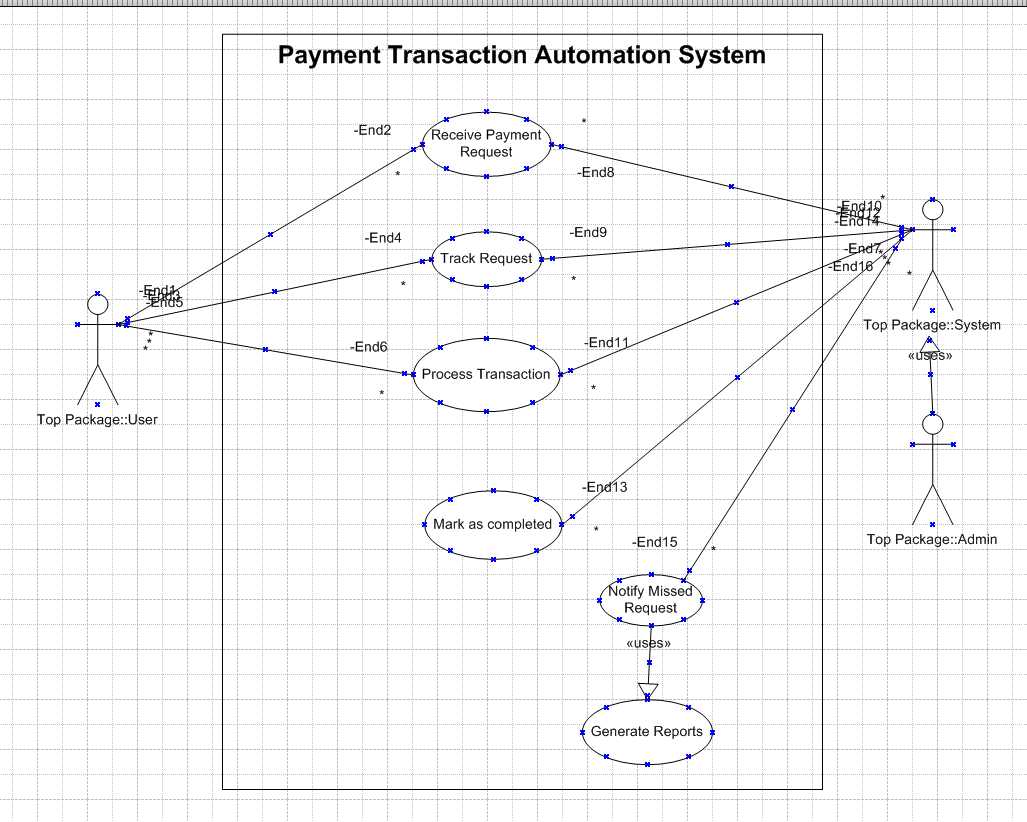 Payment Transaction Automation System
-End2
*
Receive Payment
Request
*
-End8
*
-End10
-End12
-End14
-End4
-End9
Track Request
-End7
-End16
*
*
*
*
*
-End1
-End3
-End5
*
*
*
Top Package::System
«uses»
-End6
-End11
Process Transaction
*
*
Top Package::User
-End13
Mark as completed
*
-End15
*
Top Package::Admin
Notify Missed
Request
«uses»
Generate Reports